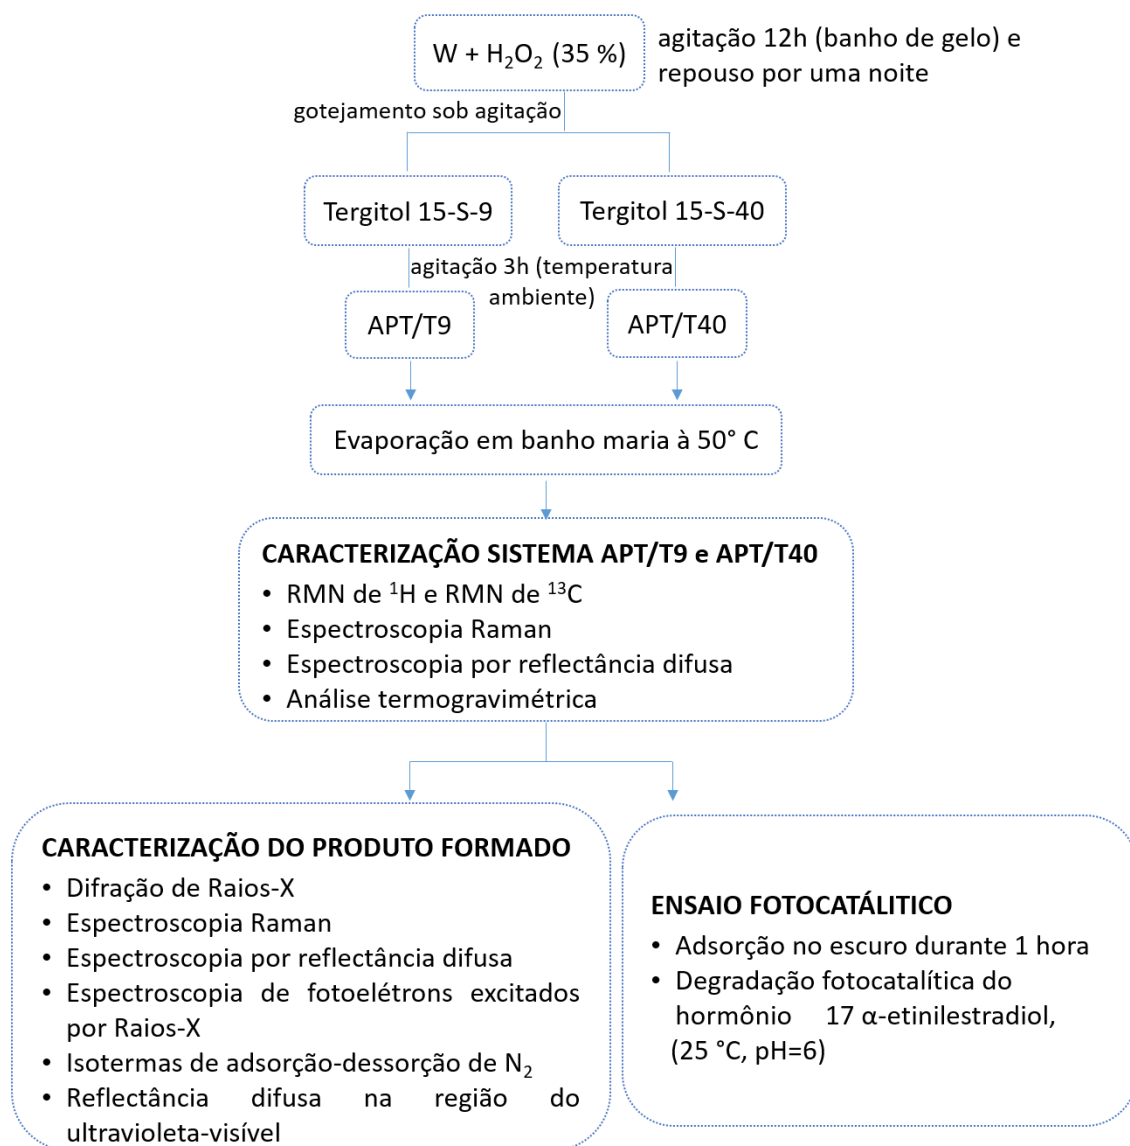 W + H₂O₂ (35 %)
agitação 12h (banho de gelo) e
repouso por uma noite
gotejamento sob agitação
Tergitol 15-S-9
Tergitol 15-S-40
agitação 3h (temperatura
ambiente)
APT/T9
APT/T40
Evaporação em banho maria à 50° C
CARACTERIZAÇÃO SISTEMA APT/T9 e APT/T40
• RMN de ¹H e RMN de ¹³C
• Espectroscopia Raman
• Espectroscopia por reflectância difusa
• Análise termogravimétrica
CARACTERIZAÇÃO DO PRODUTO FORMADO
• Difração de Raios-X
• Espectroscopia Raman
• Espectroscopia por reflectância difusa
• Espectroscopia de fotoelétrons excitados
por Raios-X
• Isotermas de adsorção-dessorção de N₂
• Reflectância difusa na região do
ultravioleta-visível
ENSAIO FOTOCATÁLITICO
• Adsorção no escuro durante 1 hora
• Degradação fotocatalítica do
hormônio 17 α-etinilestradiol,
(25 °C, pH=6)